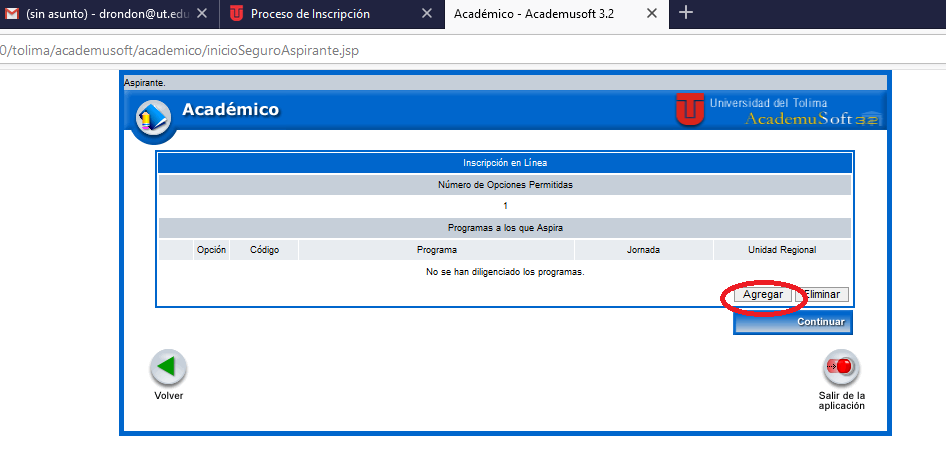 (sin asunto) - drondon@ut.edu
Proceso de Inscripción
Académico - Academusoft 3.2
0/tolima/academusoft/academico/inicioSeguroAspirante.jsp
Aspirante.
Académico
Universidad del Tolima
AcademuSoft 3.2
Inscripción en Línea
Número de Opciones Permitidas
1
Programas a los que Aspira
Opción Código Programa Jornada Unidad Regional
No se han diligenciado los programas.
Agregar Eliminar
Continuar
Volver
Salir de la
aplicación